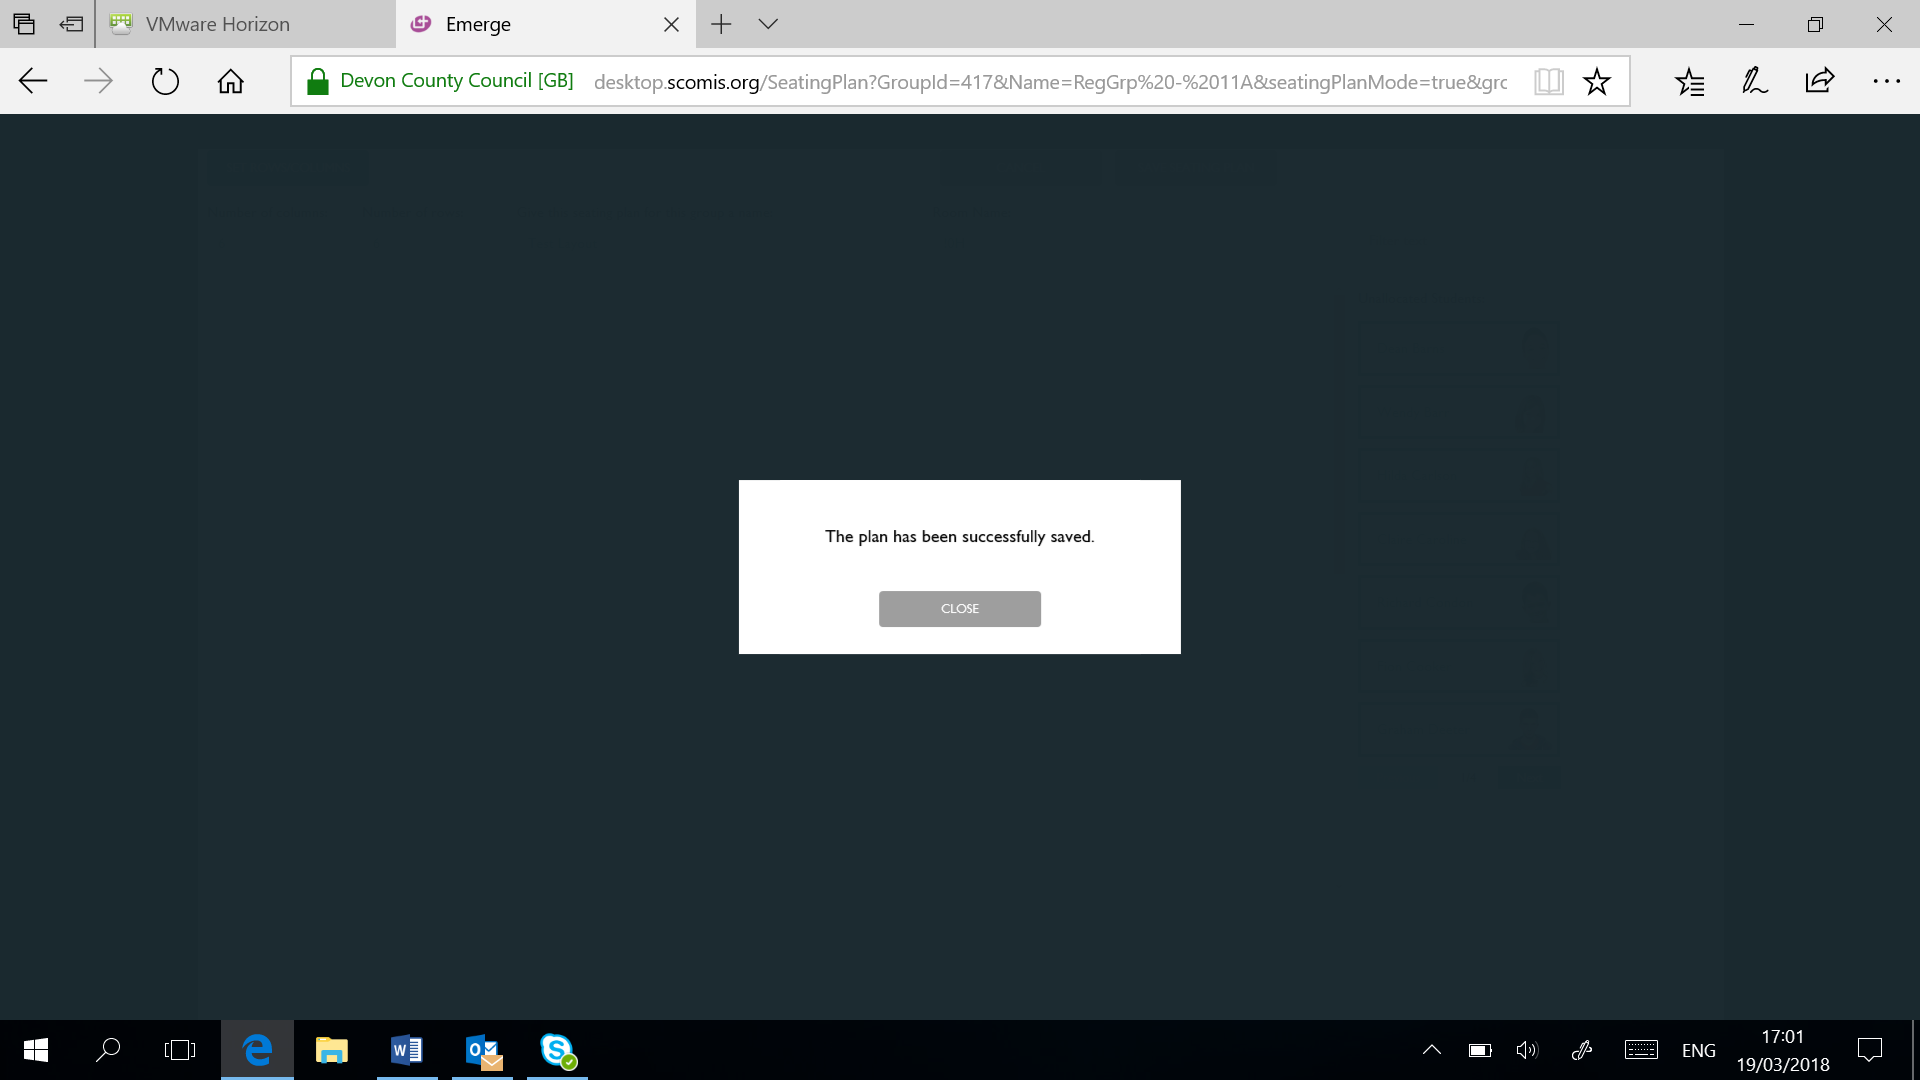 VMware Horizon
Emerge
Devon County Council [GB]
desktop.scomis.org/SeatingPlan?GroupId=417&Name=RegGrp%20-%2011A&seatingPlanMode=true&grc
The plan has been successfully saved.
CLOSE
ENG
17:01
19/03/2018